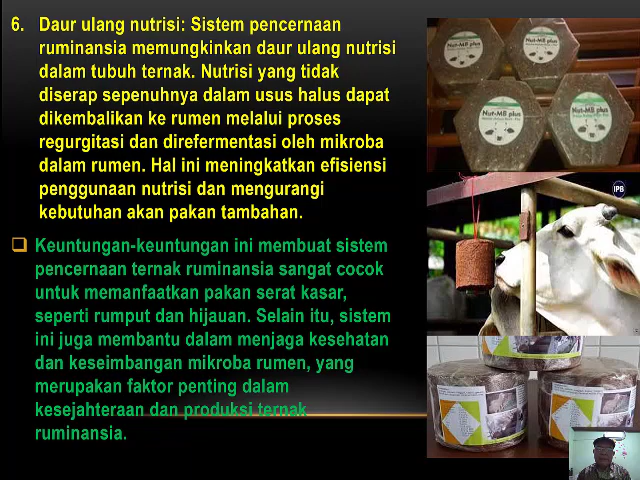 6. Daur ulang nutrisi: Sistem pencernaan
ruminansia memungkinkan daur ulang nutrisi
dalam tubuh ternak. Nutrisi yang tidak
diserap sepenuhnya dalam usus halus dapat
dikembalikan ke rumen melalui proses
regurgitasi dan direfermentasi oleh mikroba
dalam rumen. Hal ini meningkatkan efisiensi
penggunaan nutrisi dan mengurangi
kebutuhan akan pakan tambahan.
Keuntungan-keuntungan ini membuat sistem
pencernaan ternak ruminansia sangat cocok
untuk memanfaatkan pakan serat kasar,
seperti rumput dan hijauan. Selain itu, sistem
ini juga membantu dalam menjaga kesehatan
dan keseimbangan mikroba rumen, yang
merupakan faktor penting dalam
kesejahteraan dan produksi ternak
ruminansia.
Nut-MB plus
Nut-MB plus
Nut-MB plus
Nut-MB plus
IPB